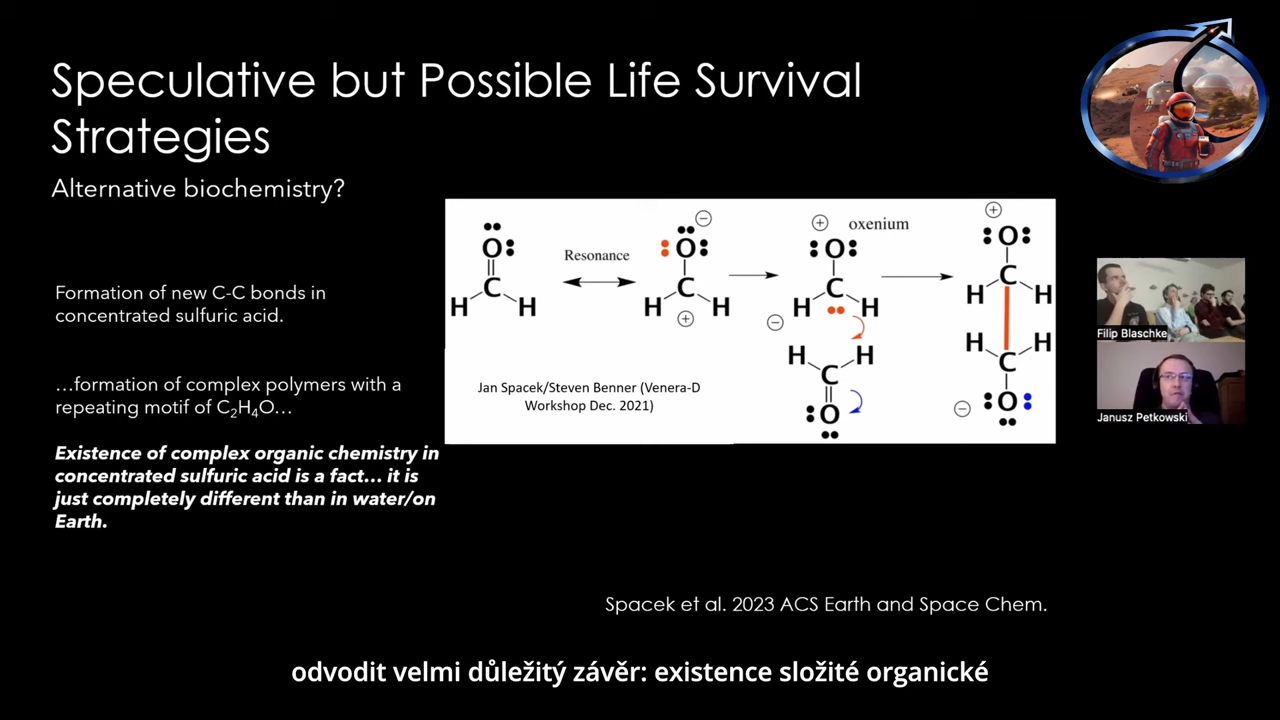 Speculative but Possible Life Survival
Strategies
Alternative biochemistry?
Formation of new C-C bonds in
concentrated sulfuric acid.
…formation of complex polymers with a
repeating motif of C₂H₄O…
Existence of complex organic chemistry in
concentrated sulfuric acid is a fact… it is
just completely different than in water/on
Earth.
O
C
H H
Resonance
O
C
H H
oxenium
O
C
H H
H H
C
O
O
C
H H
H H
C
O
Jan Spacek/Steven Benner (Venera-D
Workshop Dec. 2021)
Filip Blaschke
Janusz Petkowski
Spacek et al. 2023 ACS Earth and Space Chem.
odvodit velmi důležitý závěr: existence složité organické